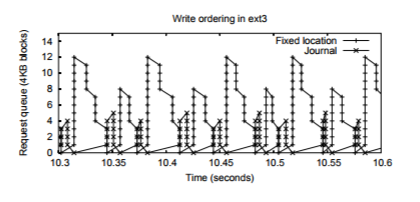 Write ordering in ext3
Request queue (4KB blocks)
Fixed location
Journal
14
12
10
8
6
4
2
0
10.3 10.35 10.4 10.45 10.5 10.55 10.6
Time (seconds)